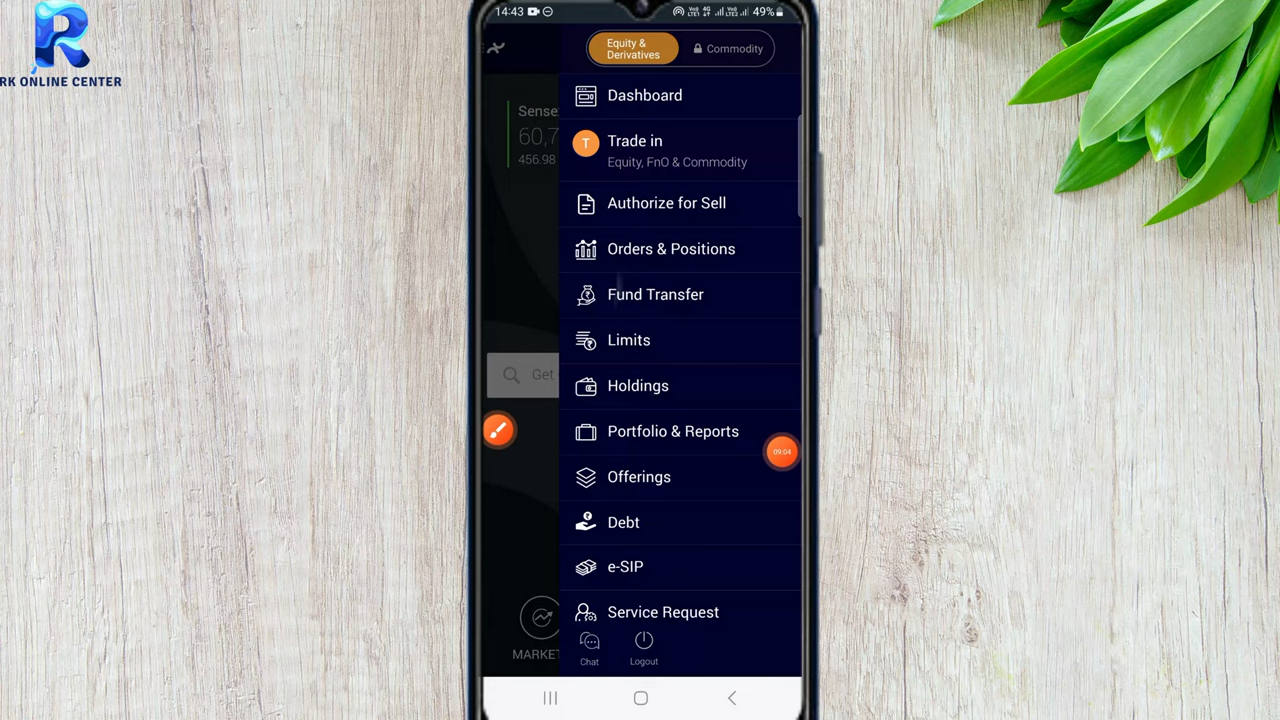 RK ONLINE CENTER
14:43
49%
Equity &
Derivatives
Commodity
Sense
60,7
456.98
Dashboard
T
Trade in
Equity, FnO & Commodity
Authorize for Sell
Orders & Positions
Fund Transfer
Limits
Holdings
Get
Portfolio & Reports
09:04
Offerings
Debt
e-SIP
Service Request
MARKET
Chat
Logout